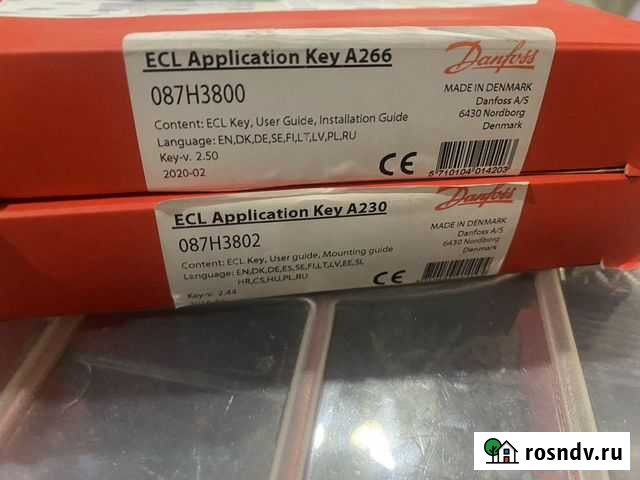 ECL Application Key A266
Danfoss
087H3800
MADE IN DENMARK
Danfoss A/S
6430 Nordborg
Denmark
Content: ECL Key, User Guide, Installation Guide
Language: EN,DK,DE,SE,FI,LT,LV,PL,RU
Key-v. 2.50
2020-02
CE
5 710104 014203
ECL Application Key A230
Danfoss
087H3802
MADE IN DENMARK
Danfoss A/S
6430 Nordborg
Denmark
Content: ECL Key, User guide, Mounting guide
Language: EN,DK,DE,ES,SE,FI,LT,LV,EE,SL
HR,CS,HU,PL,RU
Key-v. 2.44
CE
rosndv.ru